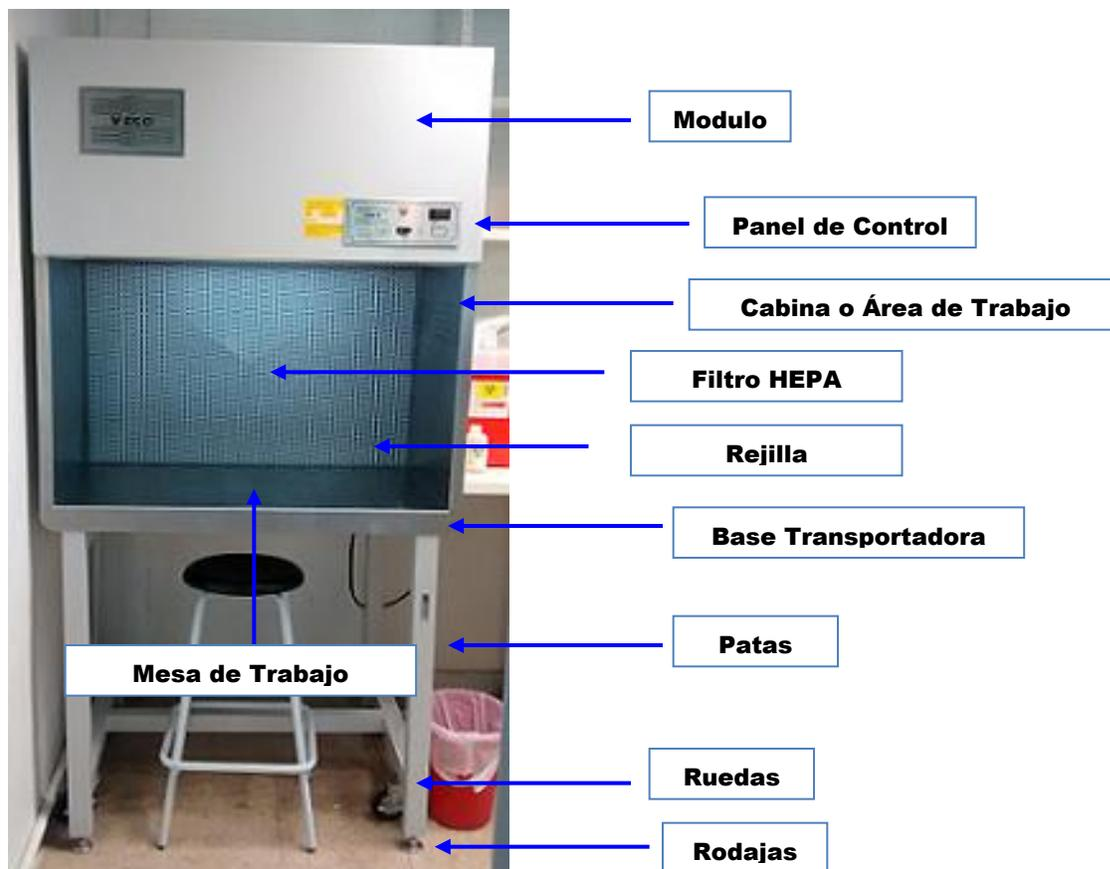 VECO
Modulo
Panel de Control
Cabina o Área de Trabajo
Filtro HEPA
Rejilla
Base Transportadora
Patas
Mesa de Trabajo
Ruedas
Rodajas